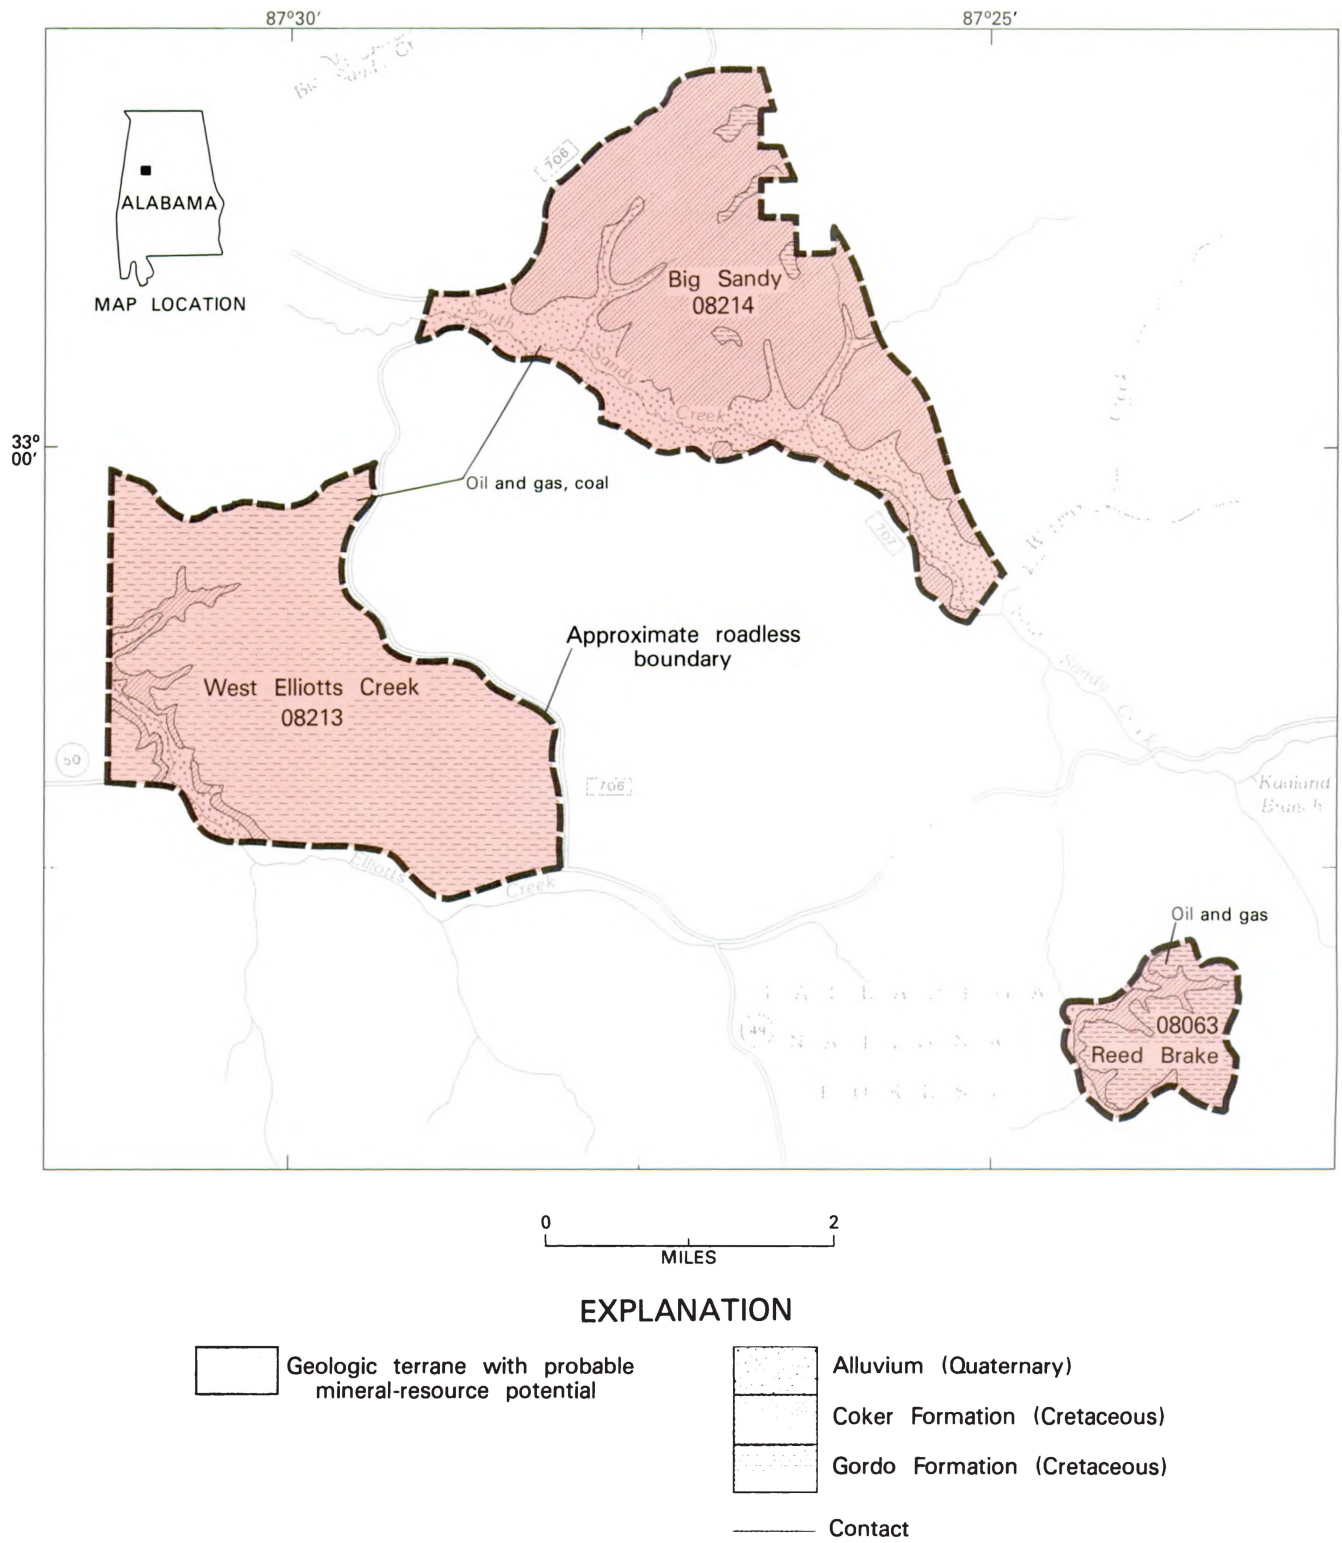 87°30′
87°25′
706
ALABAMA
MAP LOCATION
Big Sandy
08214
South
Sandy
Creek
33°
00′
Oil and gas, coal
707
Approximate roadless
boundary
West Elliotts Creek
08213
Sandy
50
706
Branch
Elliotts
Creek
Oil and gas
49
08063
Reed Brake
0
2
MILES
EXPLANATION
Geologic terrane with probable
mineral-resource potential
Alluvium (Quaternary)
Coker Formation (Cretaceous)
Gordo Formation (Cretaceous)
Contact